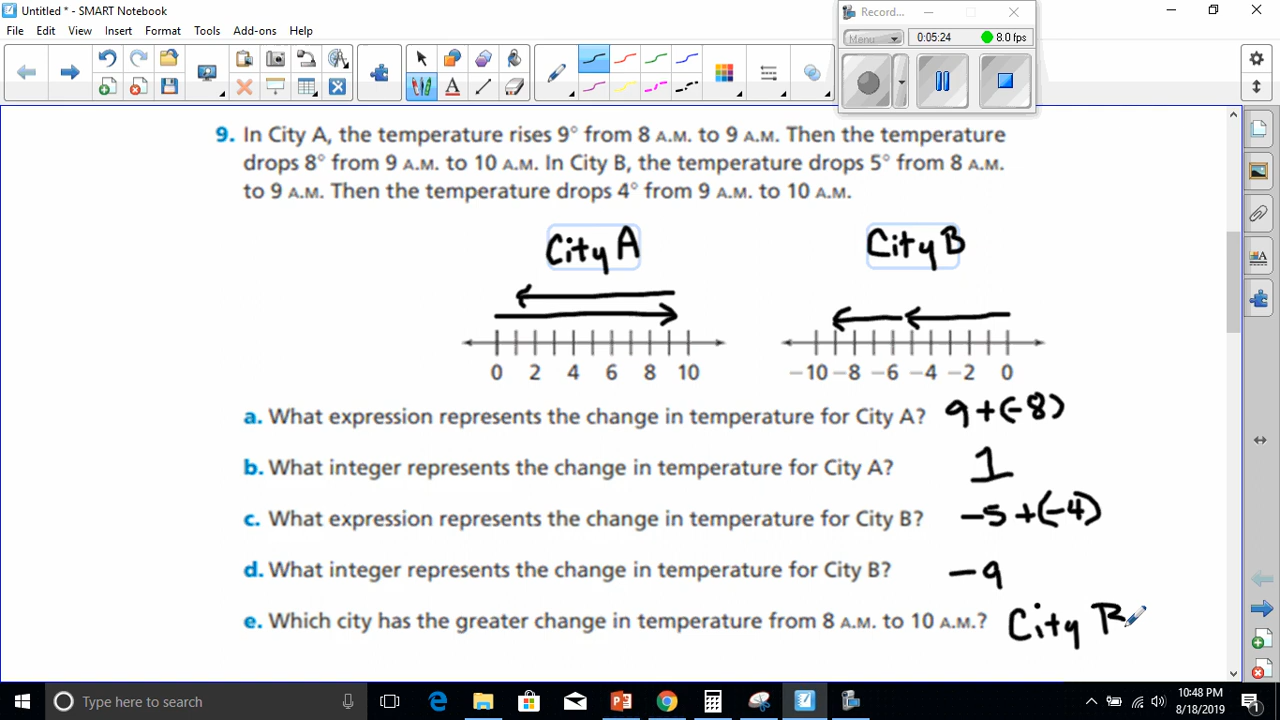 Untitled * - SMART Notebook
Record...
File Edit View Insert Format Tools Add-ons Help
Menu 0:05:24 8.0 fps
A
9. In City A, the temperature rises 9° from 8 A.M. to 9 A.M. Then the temperature
drops 8° from 9 A.M. to 10 A.M. In City B, the temperature drops 5° from 8 A.M.
to 9 A.M. Then the temperature drops 4° from 9 A.M. to 10 A.M.
City A City B
0 2 4 6 8 10 −10 −8 −6 −4 −2 0
a. What expression represents the change in temperature for City A? 9+(-8)
b. What integer represents the change in temperature for City A? 1
c. What expression represents the change in temperature for City B? -5+(-4)
d. What integer represents the change in temperature for City B? -9
e. Which city has the greater change in temperature from 8 A.M. to 10 A.M.? City B
Type here to search
10:48 PM
8/18/2019